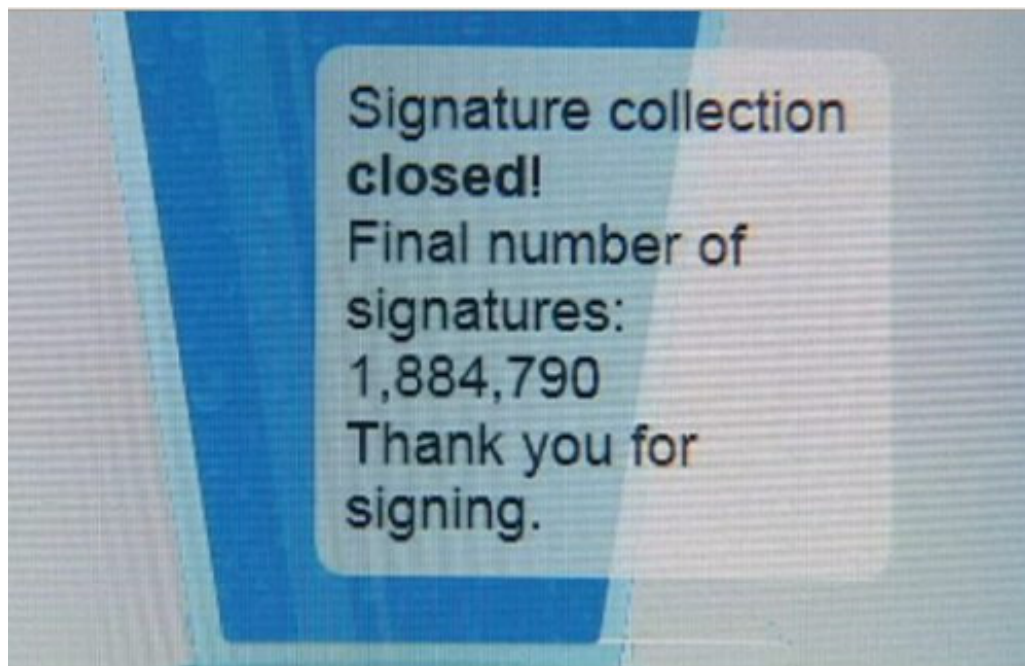 Signature collection
closed!
Final number of
signatures:
1,884,790
Thank you for
signing.